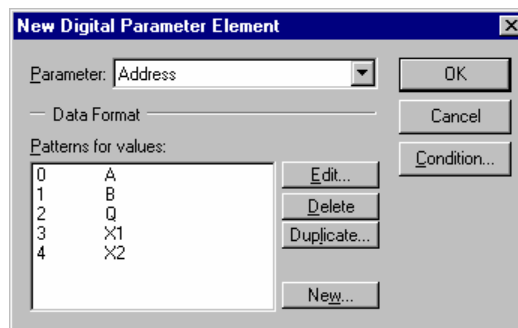 New Digital Parameter Element
Parameter: Address
OK
Data Format
Cancel
Patterns for values:
Condition...
0 A
1 B
2 Q
3 X1
4 X2
Edit...
Delete
Duplicate...
New...